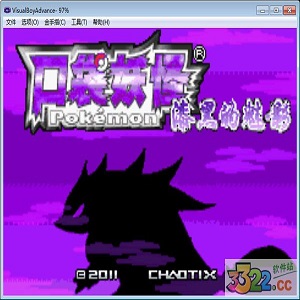 VisualBoyAdvance- 97%
文件 选项(O) 金手指(C) 工具(T) 帮助(H)
口袋妖怪®
Pokémon
漆黑的魅影
© 2011 CHAOTIX
3322.CC
软件站